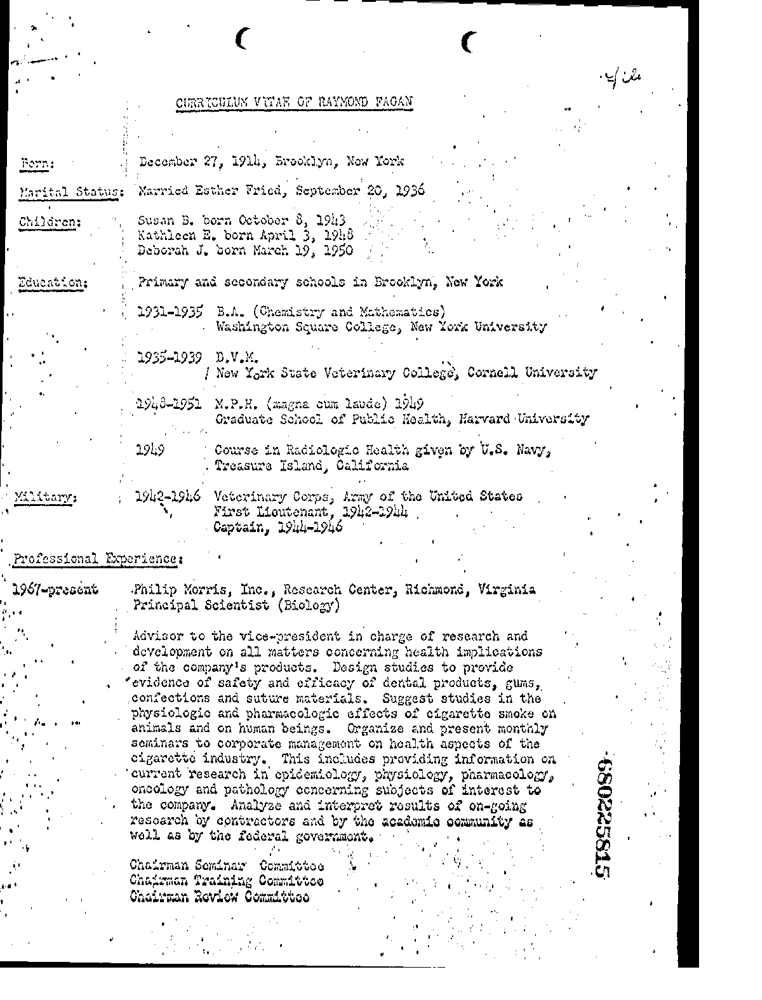 CURRICULUM VITAE OF RAYMOND FAGAN
Born: December 27, 1914, Brooklyn, New York
Marital Status: Married Esther Fried, September 20, 1936
Children: Susan B. born October 8, 1943
Kathleen E. born April 3, 1948
Deborah J. born March 19, 1950
Education: Primary and secondary schools in Brooklyn, New York
1931-1935 B.A. (Chemistry and Mathematics)
Washington Square College, New York University
1935-1939 D.V.M.
New York State Veterinary College, Cornell University
1948-1951 M.P.H. (magna cum laude) 1949
Graduate School of Public Health, Harvard University
1949 Course in Radiologic Health given by U.S. Navy,
Treasure Island, California
Military: 1942-1946 Veterinary Corps, Army of the United States
First Lieutenant, 1942-1944
Captain, 1944-1946
Professional Experience:
1967-present Philip Morris, Inc., Research Center, Richmond, Virginia
Principal Scientist (Biology)
Advisor to the vice-president in charge of research and
development on all matters concerning health implications
of the company's products. Design studies to provide
evidence of safety and efficacy of dental products, gums,
confections and suture materials. Suggest studies in the
physiologic and pharmacologic effects of cigarette smoke on
animals and on human beings. Organize and present monthly
seminars to corporate management on health aspects of the
cigarette industry. This includes providing information on
current research in epidemiology, physiology, pharmacology,
oncology and pathology concerning subjects of interest to
the company. Analyze and interpret results of on-going
research by contractors and by the academic community as
well as by the federal government.
Chairman Seminar Committee
Chairman Training Committee
Chairman Review Committee
680225815